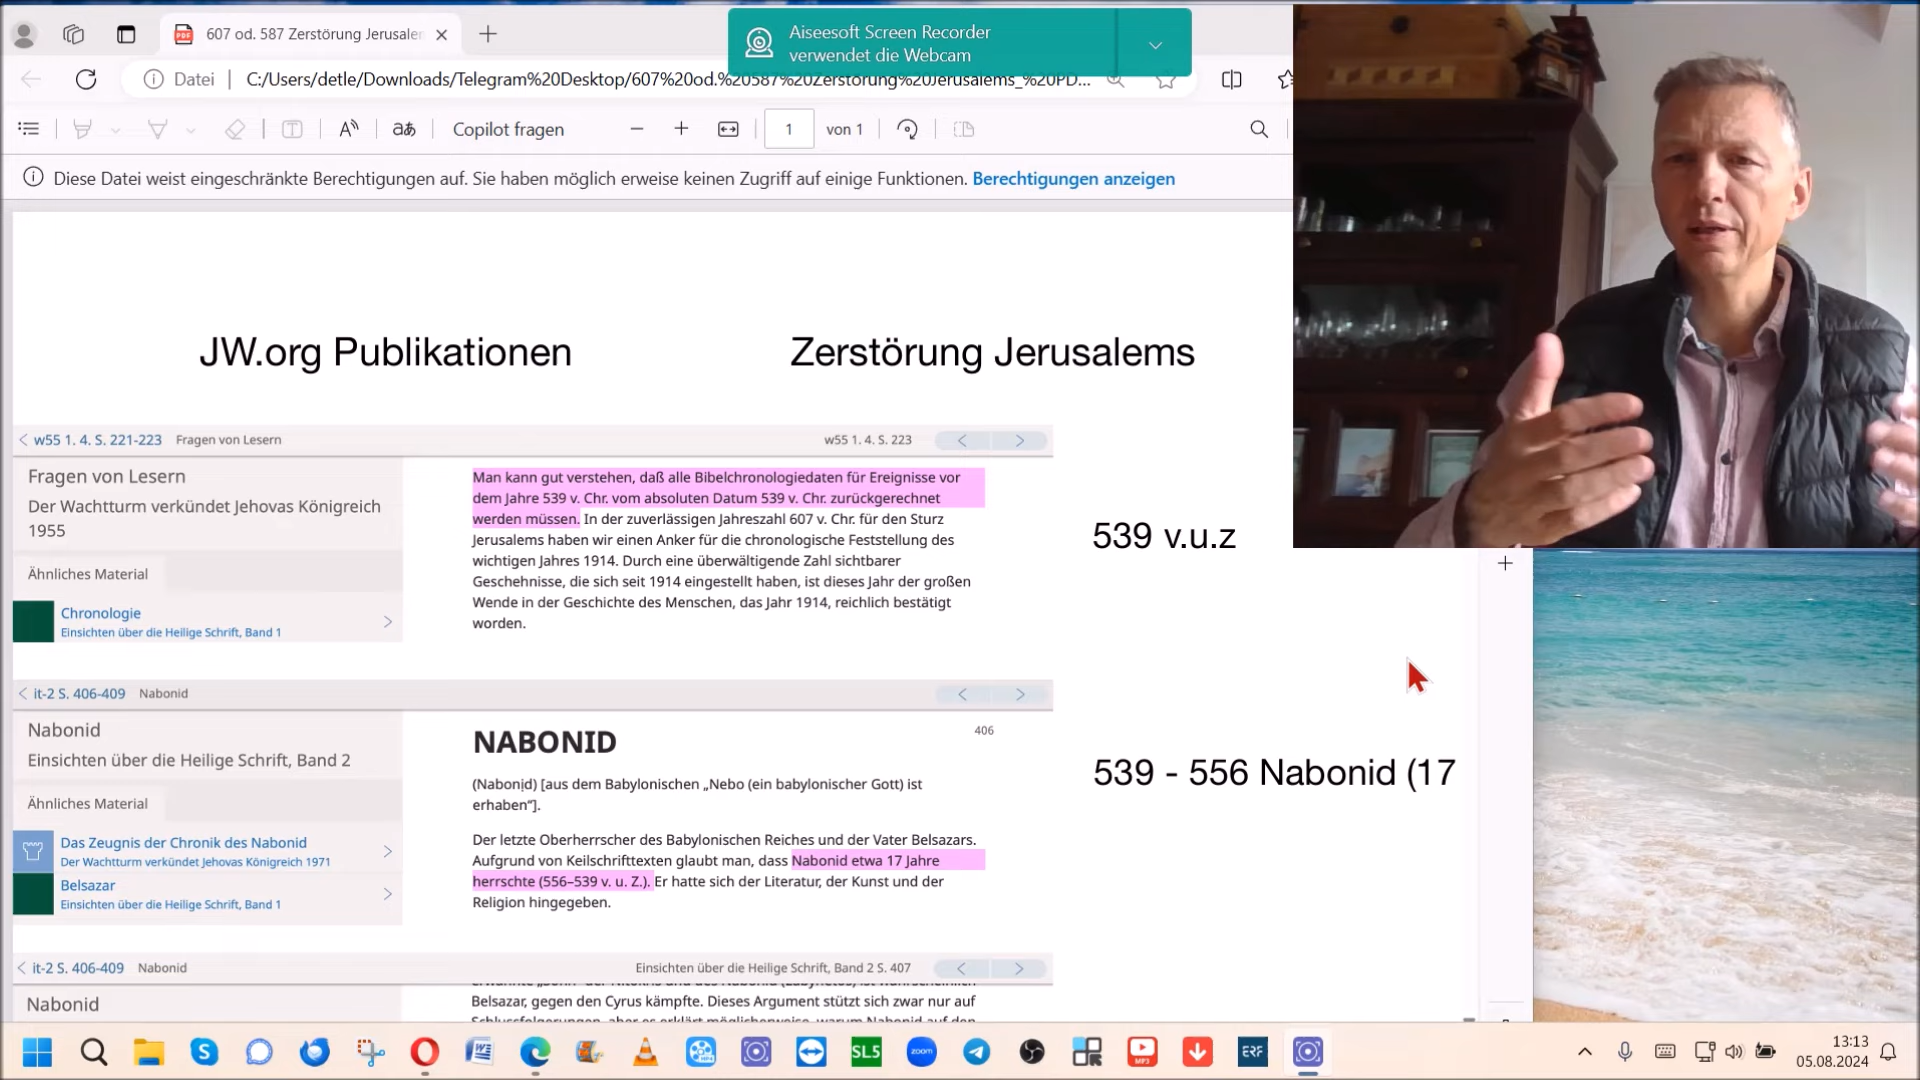 607 od. 587 Zerstörung Jerusaler
Aiseesoft Screen Recorder
verwendet die Webcam
Datei
C:/Users/detle/Downloads/Telegram%20Desktop/607%20od.%20587%20Zerstörung%20Jerusalems_%20PD...
Copilot fragen
1
von 1
Diese Datei weist eingeschränkte Berechtigungen auf. Sie haben möglich erweise keinen Zugriff auf einige Funktionen. Berechtigungen anzeigen
JW.org Publikationen
Zerstörung Jerusalems
w55 1. 4. S. 221-223 Fragen von Lesern
w55 1. 4. S. 223
Fragen von Lesern
Der Wachtturm verkündet Jehovas Königreich
1955
Ähnliches Material
Chronologie
Einsichten über die Heilige Schrift, Band 1
Man kann gut verstehen, daß alle Bibelchronologiedaten für Ereignisse vor
dem Jahre 539 v. Chr. vom absoluten Datum 539 v. Chr. zurückgerechnet
werden müssen. In der zuverlässigen Jahreszahl 607 v. Chr. für den Sturz
Jerusalems haben wir einen Anker für die chronologische Feststellung des
wichtigen Jahres 1914. Durch eine überwältigende Zahl sichtbarer
Geschehnisse, die sich seit 1914 eingestellt haben, ist dieses Jahr der großen
Wende in der Geschichte des Menschen, das Jahr 1914, reichlich bestätigt
worden.
539 v.u.z
it-2 S. 406-409 Nabonid
Nabonid
Einsichten über die Heilige Schrift, Band 2
Ähnliches Material
Das Zeugnis der Chronik des Nabonid
Der Wachtturm verkündet Jehovas Königreich 1971
Belsazar
Einsichten über die Heilige Schrift, Band 1
NABONID
406
(Nabonịd) [aus dem Babylonischen „Nebo (ein babylonischer Gott) ist
erhaben“].
Der letzte Oberherrscher des Babylonischen Reiches und der Vater Belsazars.
Aufgrund von Keilschrifttexten glaubt man, dass Nabonid etwa 17 Jahre
herrschte (556–539 v. u. Z.). Er hatte sich der Literatur, der Kunst und der
Religion hingegeben.
539 - 556 Nabonid (17
it-2 S. 406-409 Nabonid
Einsichten über die Heilige Schrift, Band 2 S. 407
Nabonid
Belsazar, gegen den Cyrus kämpfte. Dieses Argument stützt sich zwar nur auf
SL5
zoom
MP3
ERF
13:13
05.08.2024